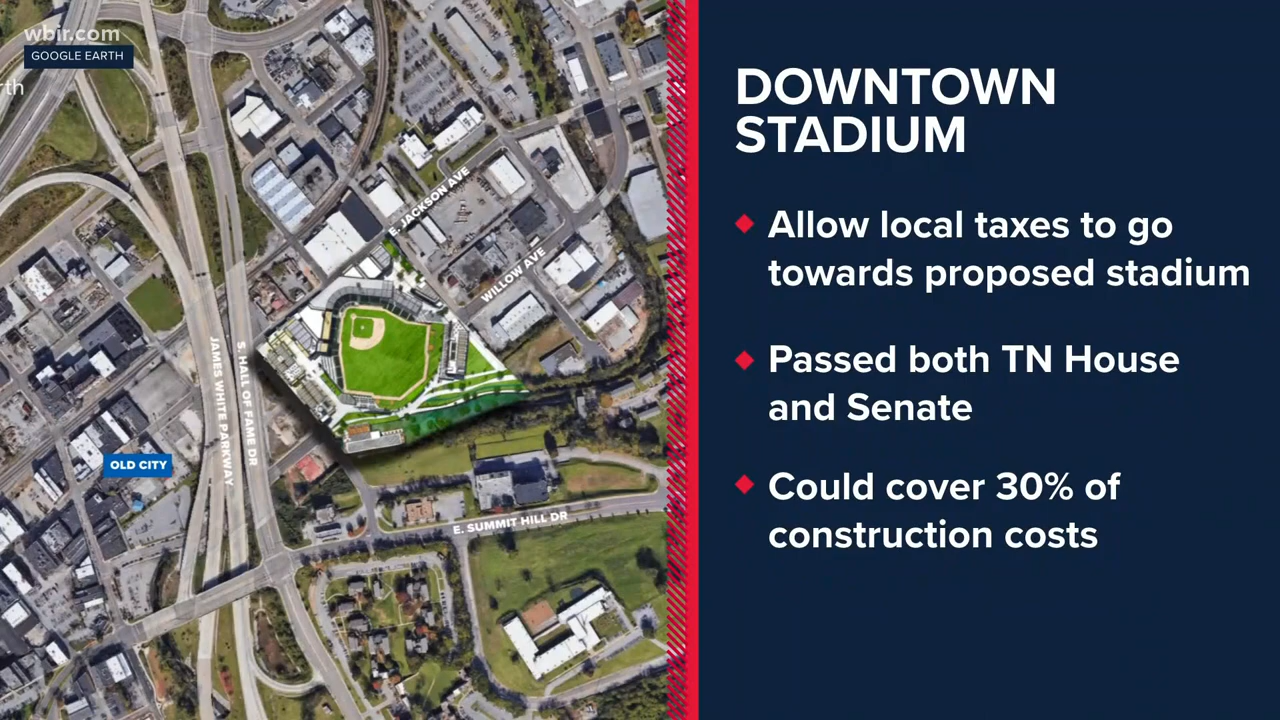 wbir.com
GOOGLE EARTH
rth
E. JACKSON AVE
WILLOW AVE
S. HALL OF FAME DR
JAMES WHITE PARKWAY
OLD CITY
E. SUMMIT HILL DR
DOWNTOWN
STADIUM
Allow local taxes to go
towards proposed stadium
Passed both TN House
and Senate
Could cover 30% of
construction costs